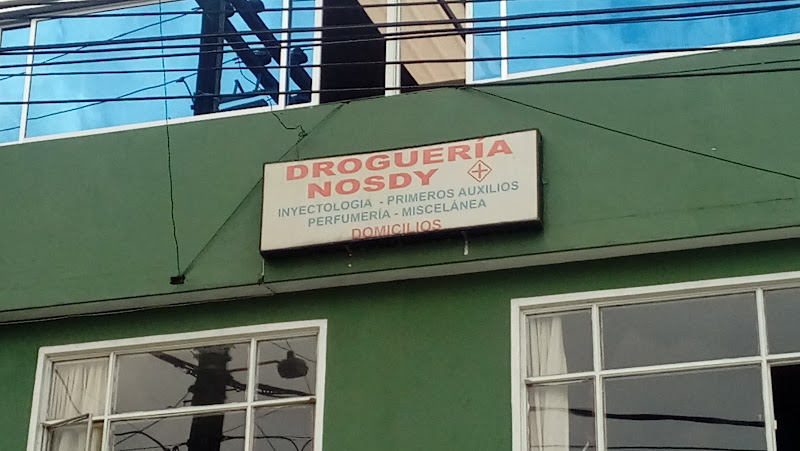 DROGUERÍA
NOSDY
INYECTOLOGIA - PRIMEROS AUXILIOS
PERFUMERÍA - MISCELÁNEA
DOMICILIOS